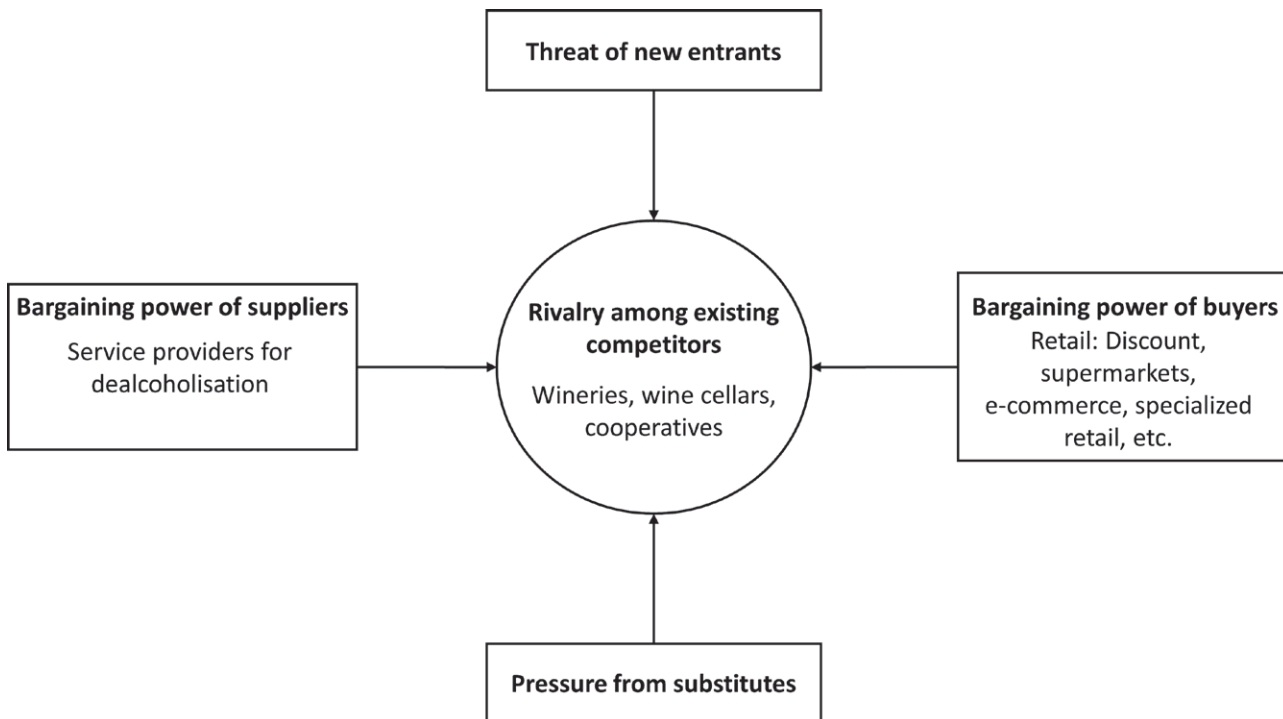 Threat of new entrants
Bargaining power of suppliers
Service providers for
dealcoholisation
Rivalry among existing
competitors
Wineries, wine cellars,
cooperatives
Bargaining power of buyers
Retail: Discount,
supermarkets,
e-commerce, specialized
retail, etc.
Pressure from substitutes